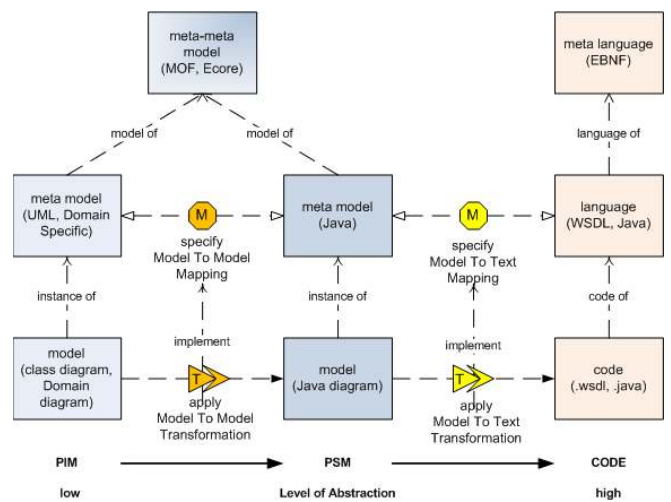 meta-meta
model
(MOF, Ecore)
meta language
(EBNF)
model of
model of
language of
meta model
(UML, Domain
Specific)
M
meta model
(Java)
M
language
(WSDL, Java)
specify
Model To Model
Mapping
specify
Model To Text
Mapping
instance of
instance of
code of
implement
implement
model
(class diagram,
Domain
diagram)
T
model
(Java diagram)
T
code
(.wsdl, .java)
apply
Model To Model
Transformation
apply
Model To Text
Transformation
PIM
PSM
CODE
low
Level of Abstraction
high